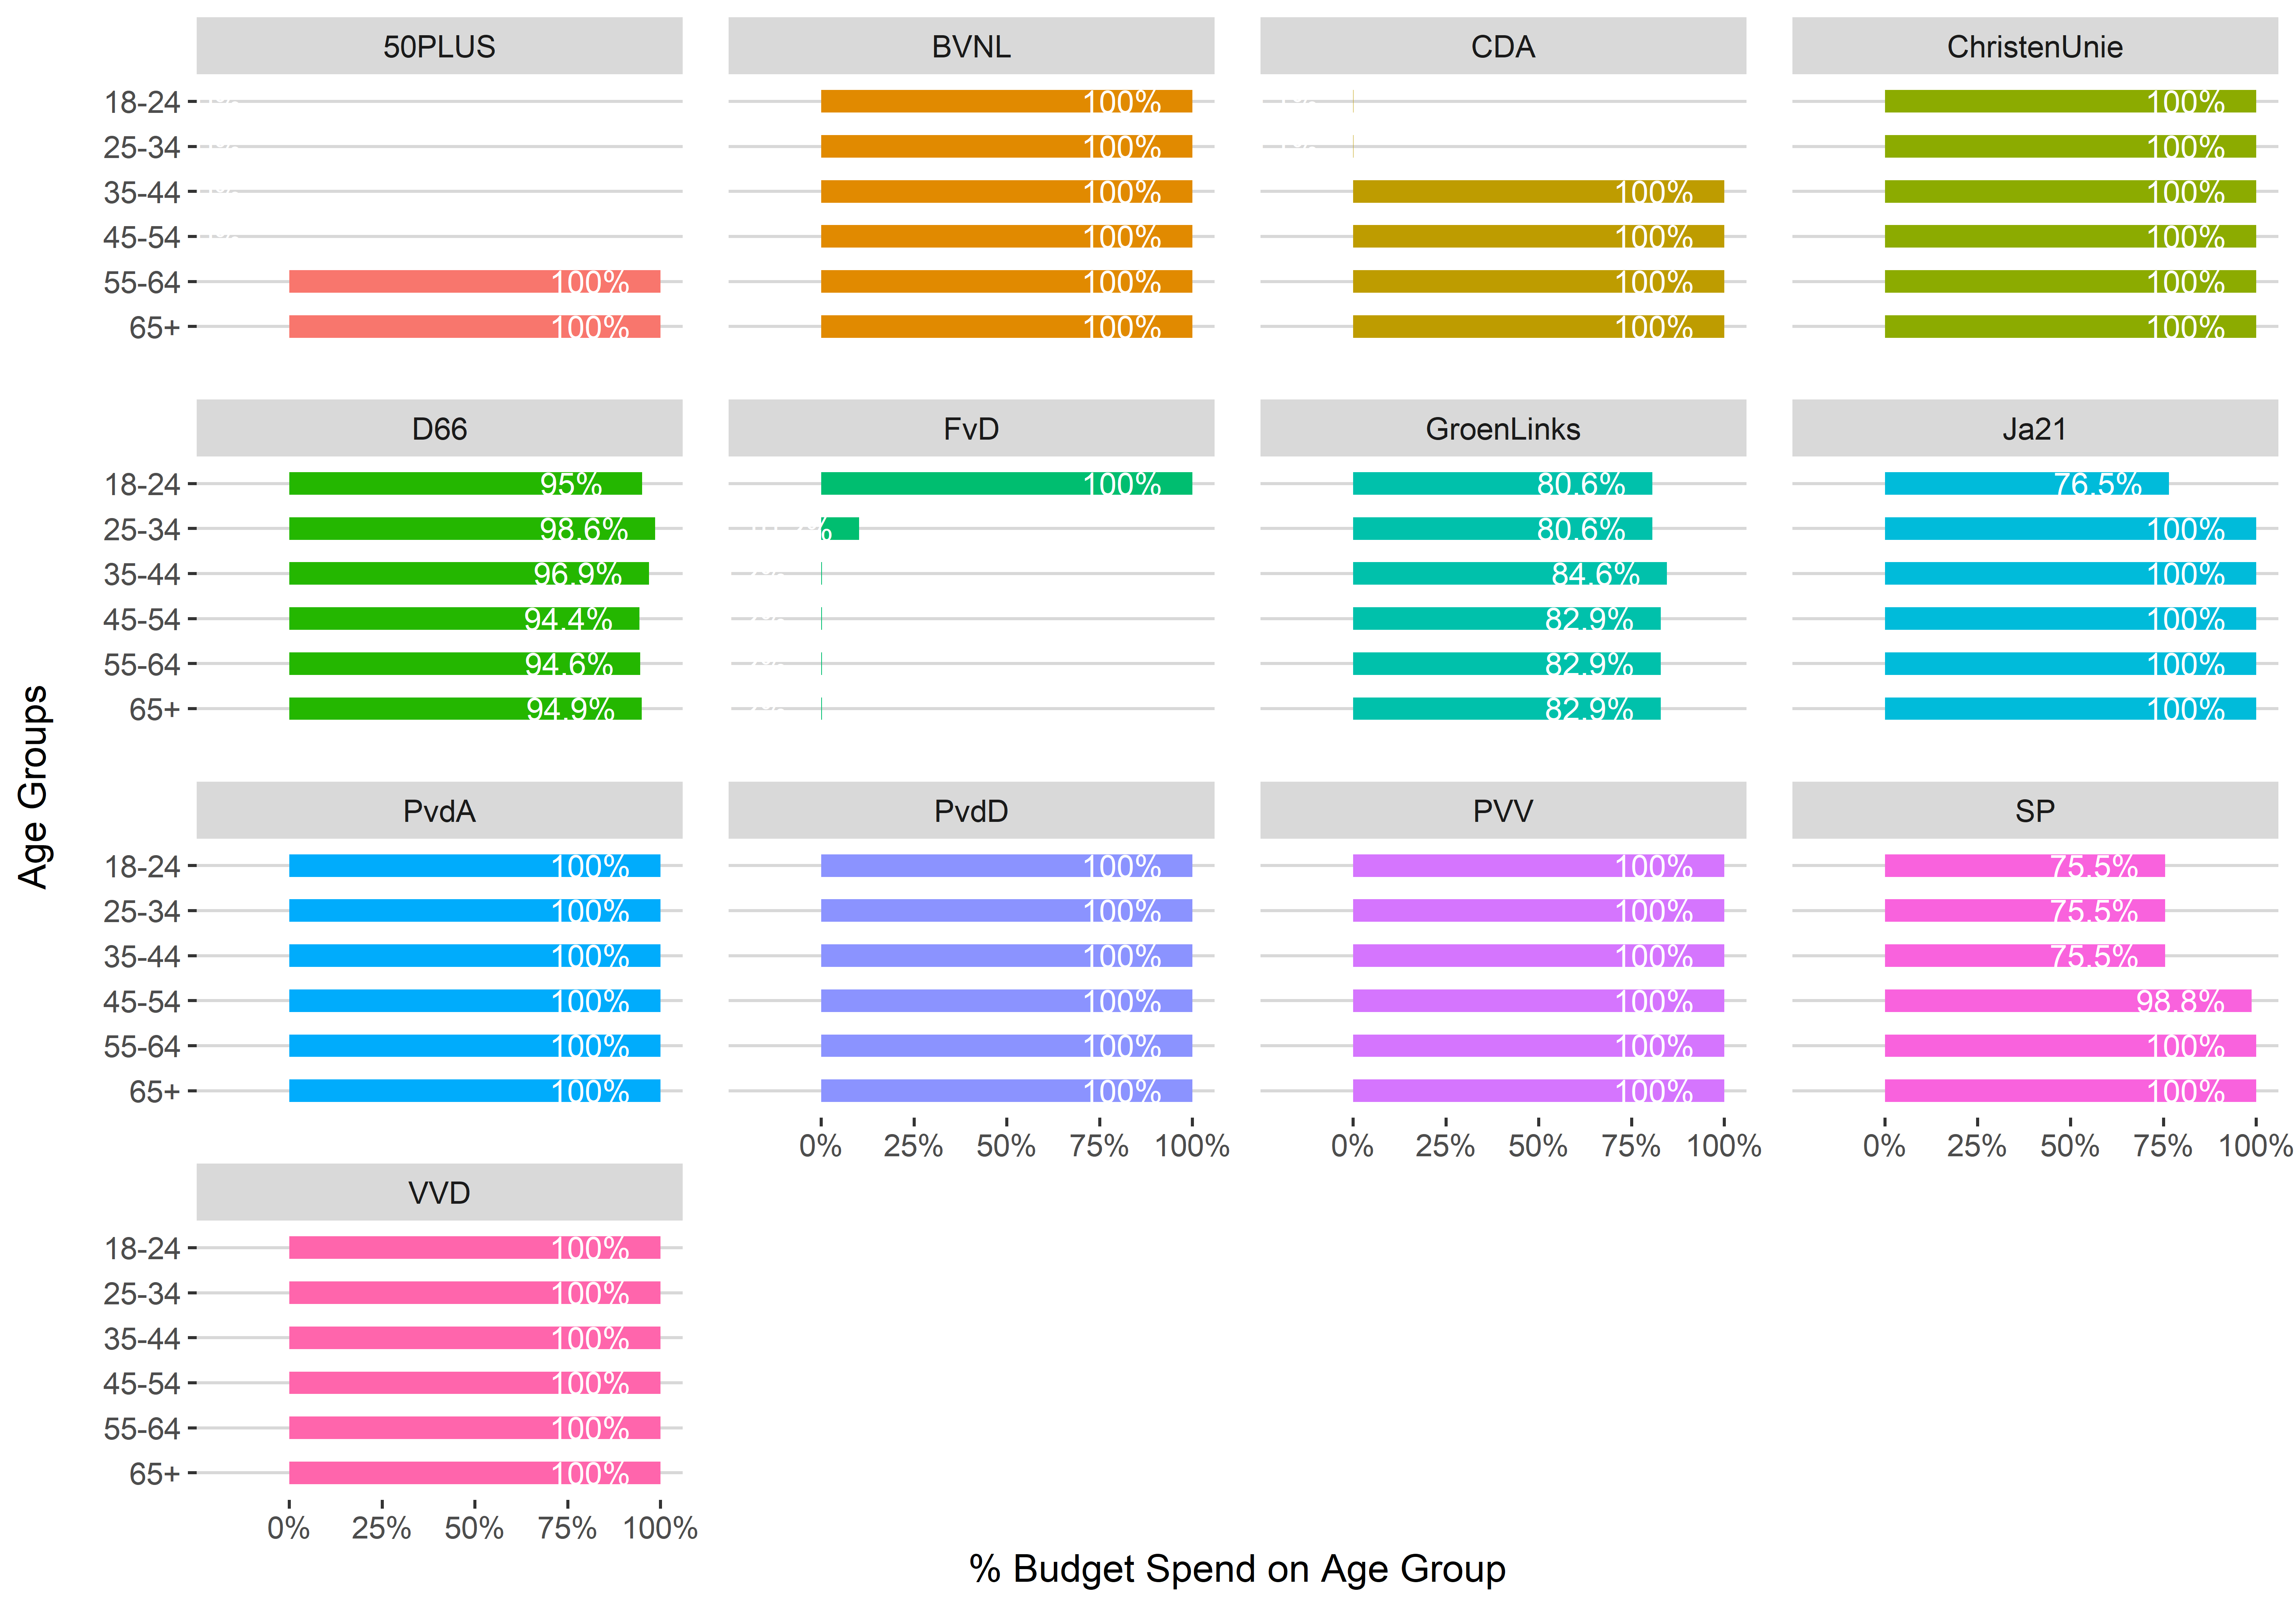 50PLUS BVNL CDA ChristenUnie
18-24 100% 100%
25-34 100% 100%
35-44 100% 100% 100%
45-54 100% 100% 100%
55-64 100% 100% 100% 100%
65+ 100% 100% 100% 100%
D66 FvD GroenLinks Ja21
18-24 95% 100% 80.6% 76.5%
25-34 98.6% 80.6% 100%
35-44 96.9% 84.6% 100%
45-54 94.4% 82.9% 100%
55-64 94.6% 82.9% 100%
65+ 94.9% 82.9% 100%
PvdA PvdD PVV SP
18-24 100% 100% 100% 75.5%
25-34 100% 100% 100% 75.5%
35-44 100% 100% 100% 75.5%
45-54 100% 100% 100% 98.8%
55-64 100% 100% 100% 100%
65+ 100% 100% 100% 100%
0% 25% 50% 75% 100% 0% 25% 50% 75% 100% 0% 25% 50% 75% 100%
VVD
18-24 100%
25-34 100%
35-44 100%
45-54 100%
55-64 100%
65+ 100%
0% 25% 50% 75% 100%
% Budget Spend on Age Group
Age Groups